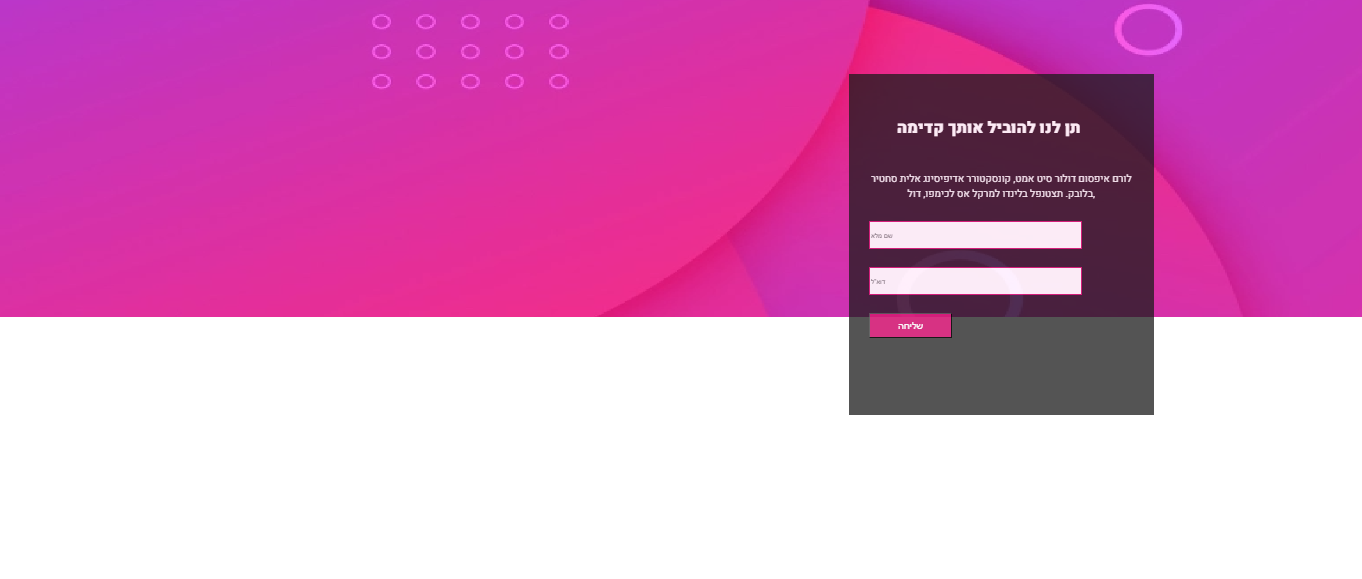 תן לנו להוביל אותך קדימה
לורם איפסום דולור סיט אמט, קונסקטורר אדיפיסינג אלית סחטיר
בלובק. תצטנפל בלינדו למרקל אס לכימפו, דול,
שם מלא
דוא"ל
שליחה